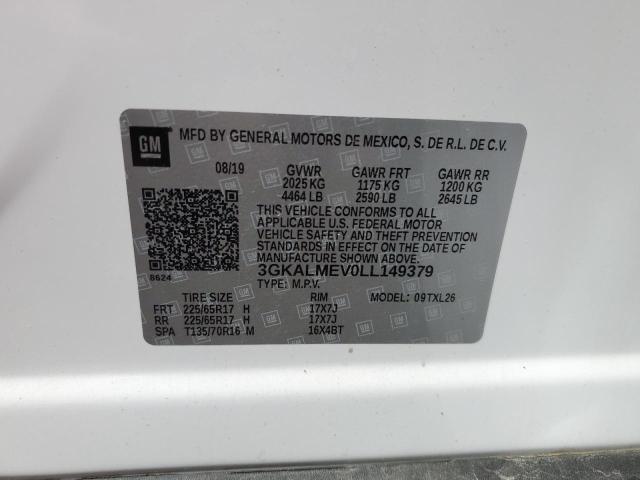 GM MFD BY GENERAL MOTORS DE MEXICO, S. DE R.L. DE C.V.
08/19 GVWR GAWR FRT GAWR RR
2025 KG 1175 KG 1200 KG
4464 LB 2590 LB 2645 LB
THIS VEHICLE CONFORMS TO ALL
APPLICABLE U.S. FEDERAL MOTOR
VEHICLE SAFETY AND THEFT PREVENTION
STANDARDS IN EFFECT ON THE DATE OF
MANUFACTURE SHOWN ABOVE.
8624 3GKALMEV0LL149379
TYPE: M.P.V.
TIRE SIZE RIM MODEL: 09TXL26
FRT 225/65R17 H 17X7J
RR 225/65R17 H 17X7J
SPA T135/70R16 M 16X4BT